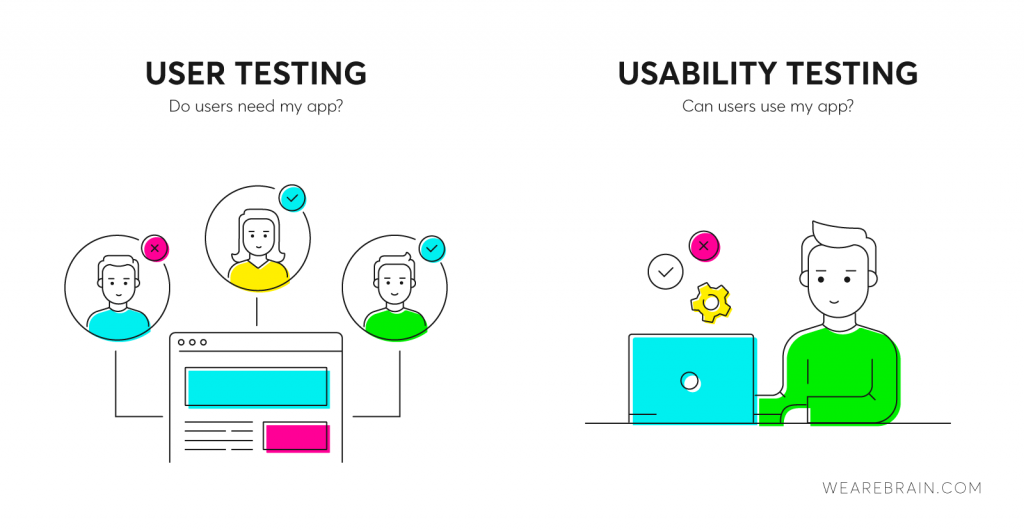 USER TESTING
Do users need my app?
USABILITY TESTING
Can users use my app?
WEAREBRAIN.COM